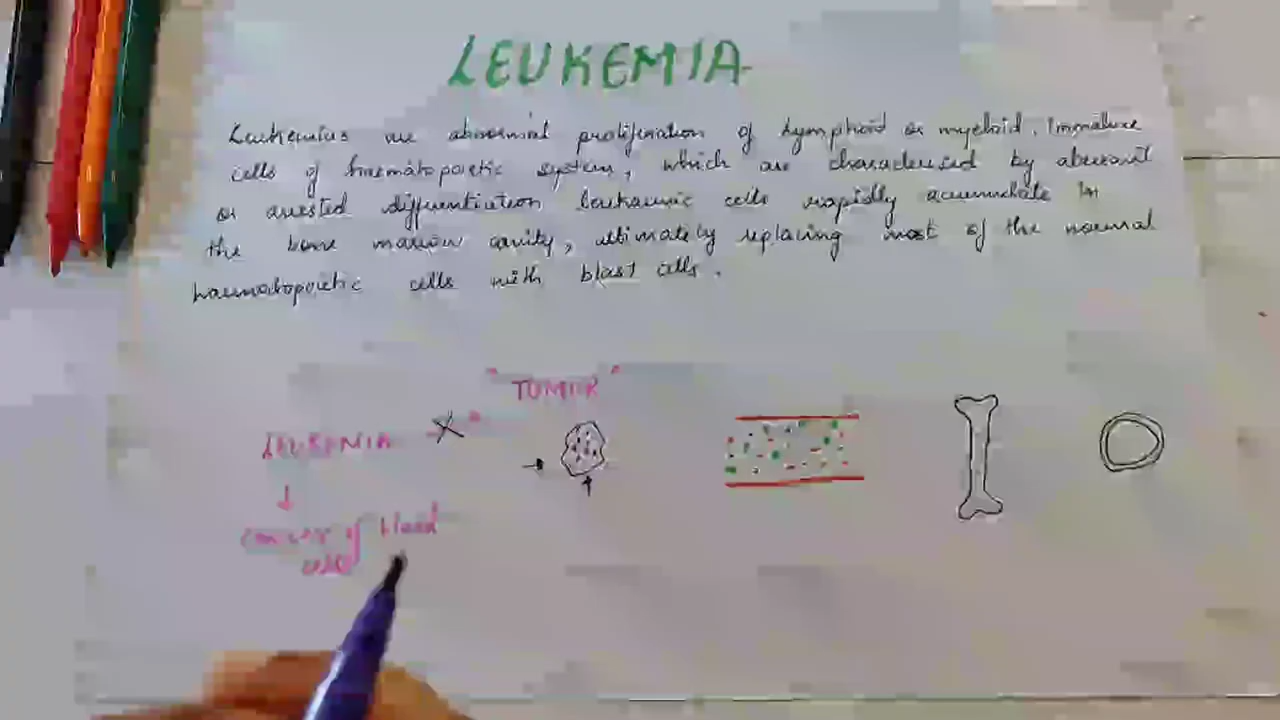 LEUKEMIA
Leukemias are abnormal proliferation of lymphoid or myeloid, Immature
cells of haematopoietic system, which are characterised by aberrant
or arrested differentiation leukaemic cells rapidly accumulate in
the bone marrow cavity, ultimately replacing most of the normal
haematopoietic cells with blast cells.
"TUMOR"
LEUKEMIA
cancer of blood
cells